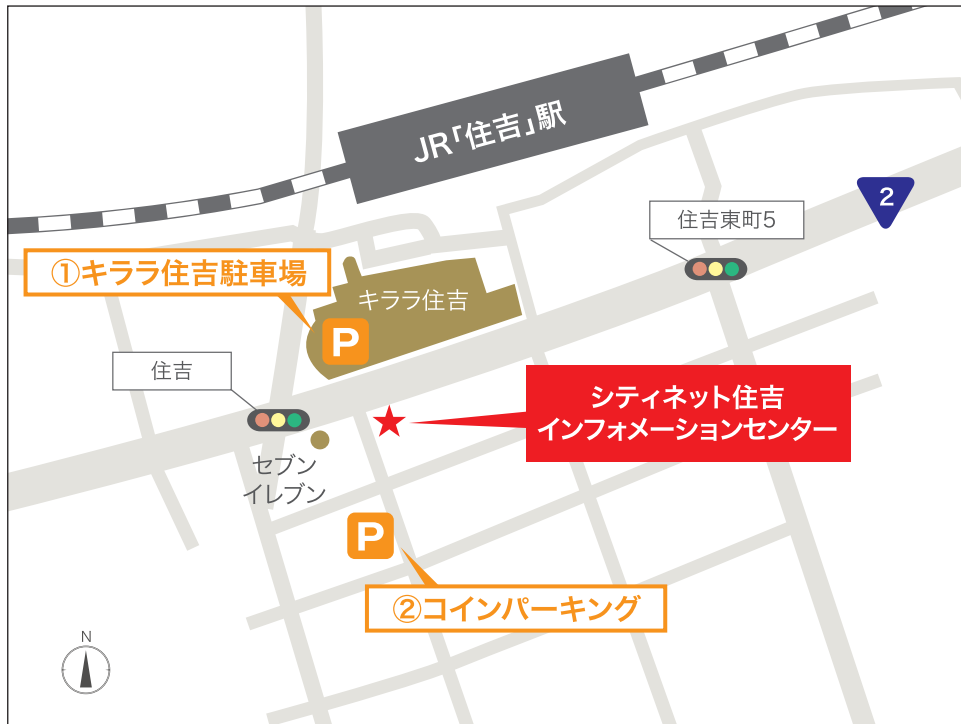 JR「住吉」駅
2
住吉東町5
①キララ住吉駐車場
キララ住吉
P
住吉
シティネット住吉
インフォメーションセンター
セブン
イレブン
P
②コインパーキング
N